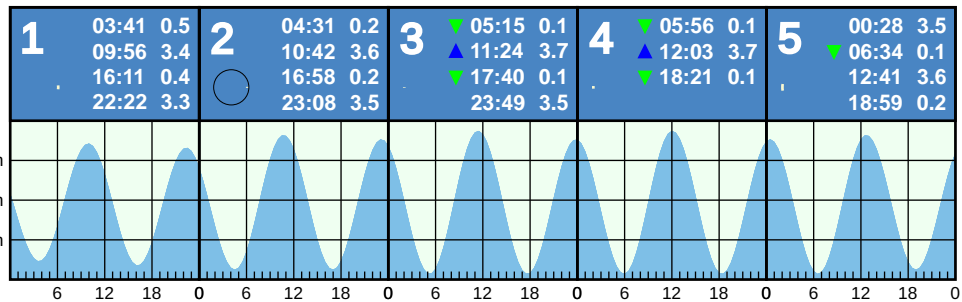 1
03:41 0.5
09:56 3.4
16:11 0.4
22:22 3.3
2
04:31 0.2
10:42 3.6
16:58 0.2
23:08 3.5
3
▼ 05:15 0.1
▲ 11:24 3.7
▼ 17:40 0.1
23:49 3.5
4
▼ 05:56 0.1
▲ 12:03 3.7
▼ 18:21 0.1
5
00:28 3.5
▼ 06:34 0.1
12:41 3.6
18:59 0.2
m
m
m
6 12 18 0 6 12 18 0 6 12 18 0 6 12 18 0 6 12 18 0